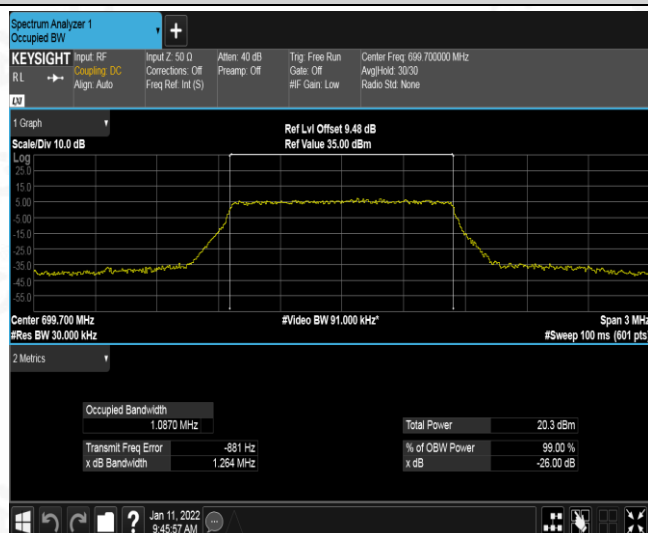 Spectrum Analyzer 1
Occupied BW
+
KEYSIGHT
RL
LXI
Input: RF
Coupling: DC
Align: Auto
Input Z: 50 Ω
Corrections: Off
Freq Ref: Int (S)
Atten: 40 dB
Preamp: Off
Trig: Free Run
Gate: Off
#IF Gain: Low
Center Freq: 699.700000 MHz
Avg|Hold: 30/30
Radio Std: None
1 Graph
Scale/Div 10.0 dB
Ref Lvl Offset 9.48 dB
Ref Value 35.00 dBm
Log
25.0
15.0
5.00
-5.00
-15.0
-25.0
-35.0
-45.0
-55.0
Center 699.700 MHz
#Res BW 30.000 kHz
#Video BW 91.000 kHz*
Span 3 MHz
#Sweep 100 ms (601 pts)
2 Metrics
Occupied Bandwidth
1.0870 MHz
Transmit Freq Error -881 Hz
x dB Bandwidth 1.264 MHz
Total Power 20.3 dBm
% of OBW Power 99.00 %
x dB -26.00 dB
?
Jan 11, 2022
9:45:57 AM